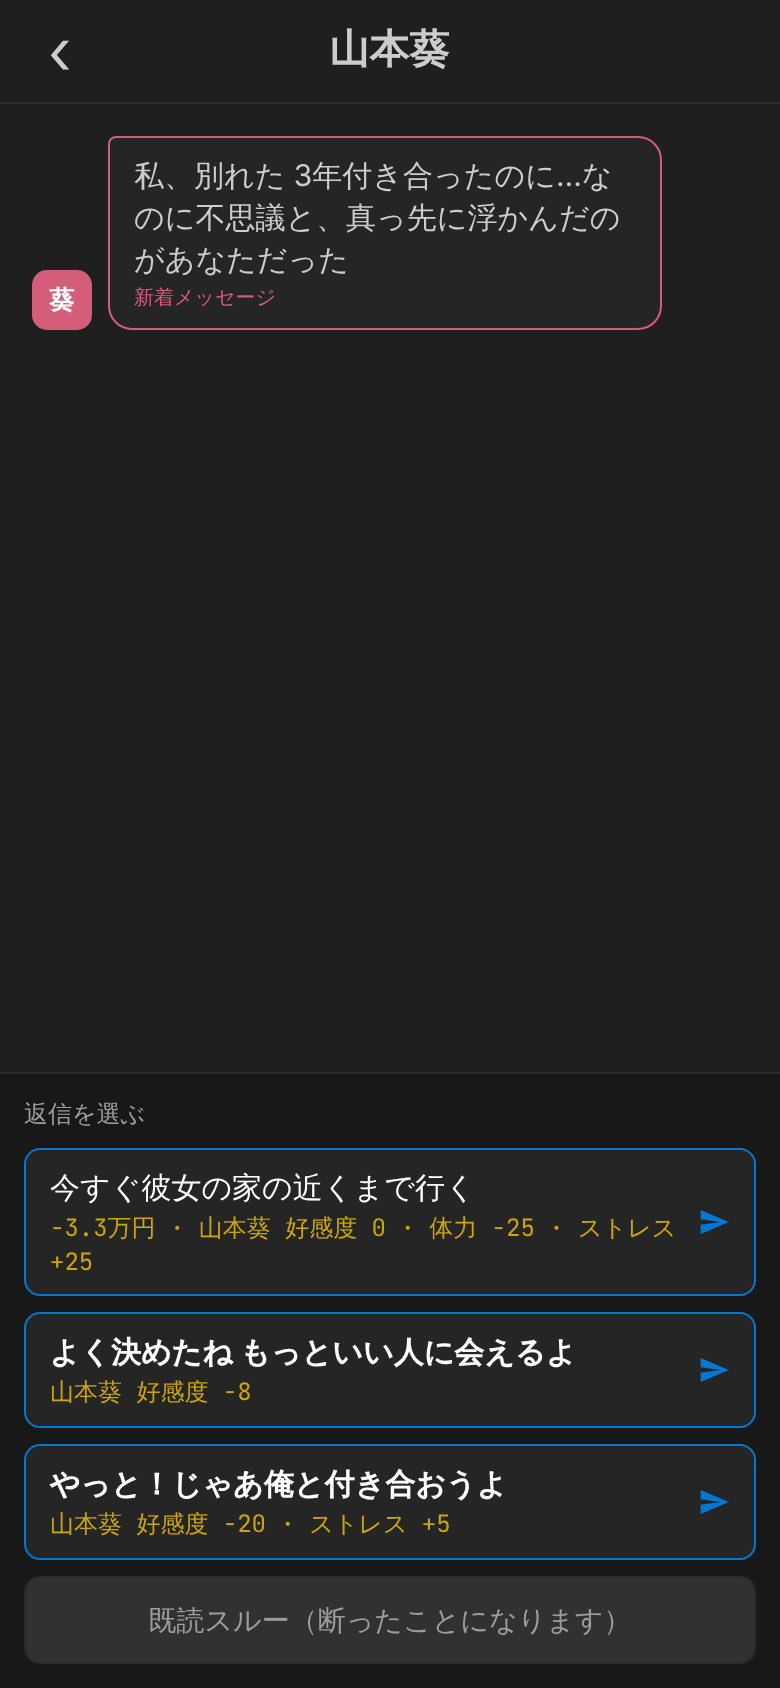 山本葵
私、別れた 3年付き合ったのに...な
のに不思議と、真っ先に浮かんだの
があなただった
新着メッセージ
葵
返信を選ぶ
今すぐ彼女の家の近くまで行く
-3.3万円 ・ 山本葵 好感度 0 ・ 体力 -25 ・ ストレス
+25
よく決めたね もっといい人に会えるよ
山本葵 好感度 -8
やっと！じゃあ俺と付き合おうよ
山本葵 好感度 -20 ・ ストレス +5
既読スルー（断ったことになります）